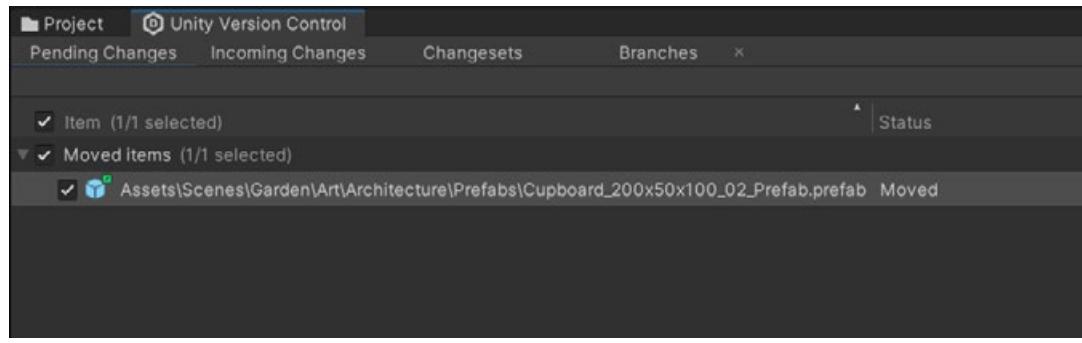 Project Unity Version Control
Pending Changes Incoming Changes Changesets Branches ×
Item (1/1 selected) Status
Moved items (1/1 selected)
Assets\Scenes\Garden\Art\Architecture\Prefabs\Cupboard_200x50x100_02_Prefab.prefab Moved